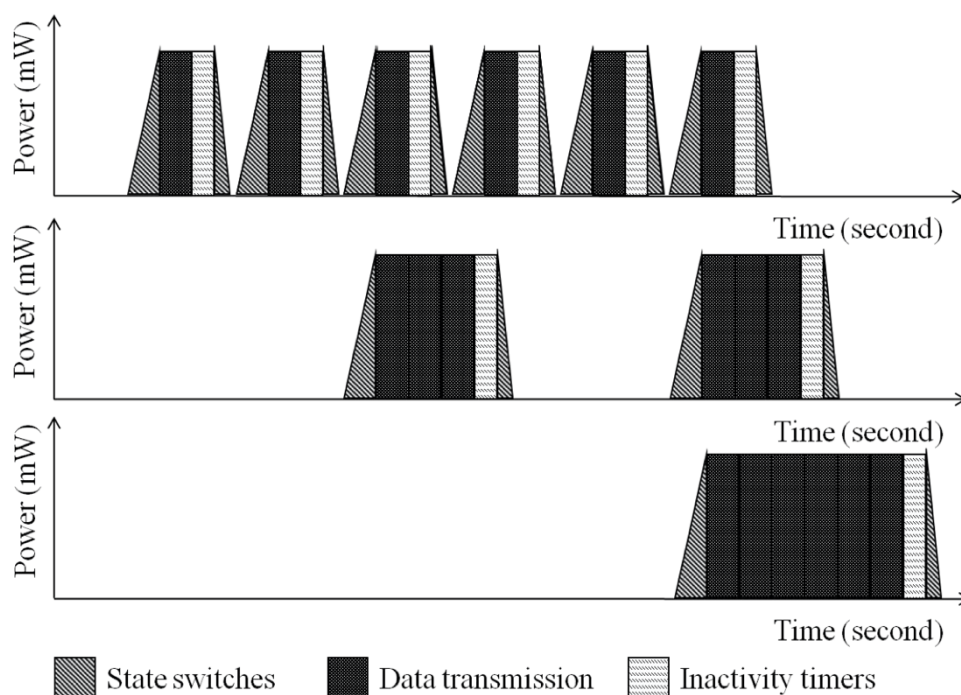 Power (mW)
Time (second)
Power (mW)
Time (second)
Power (mW)
Time (second)
State switches
Data transmission
Inactivity timers